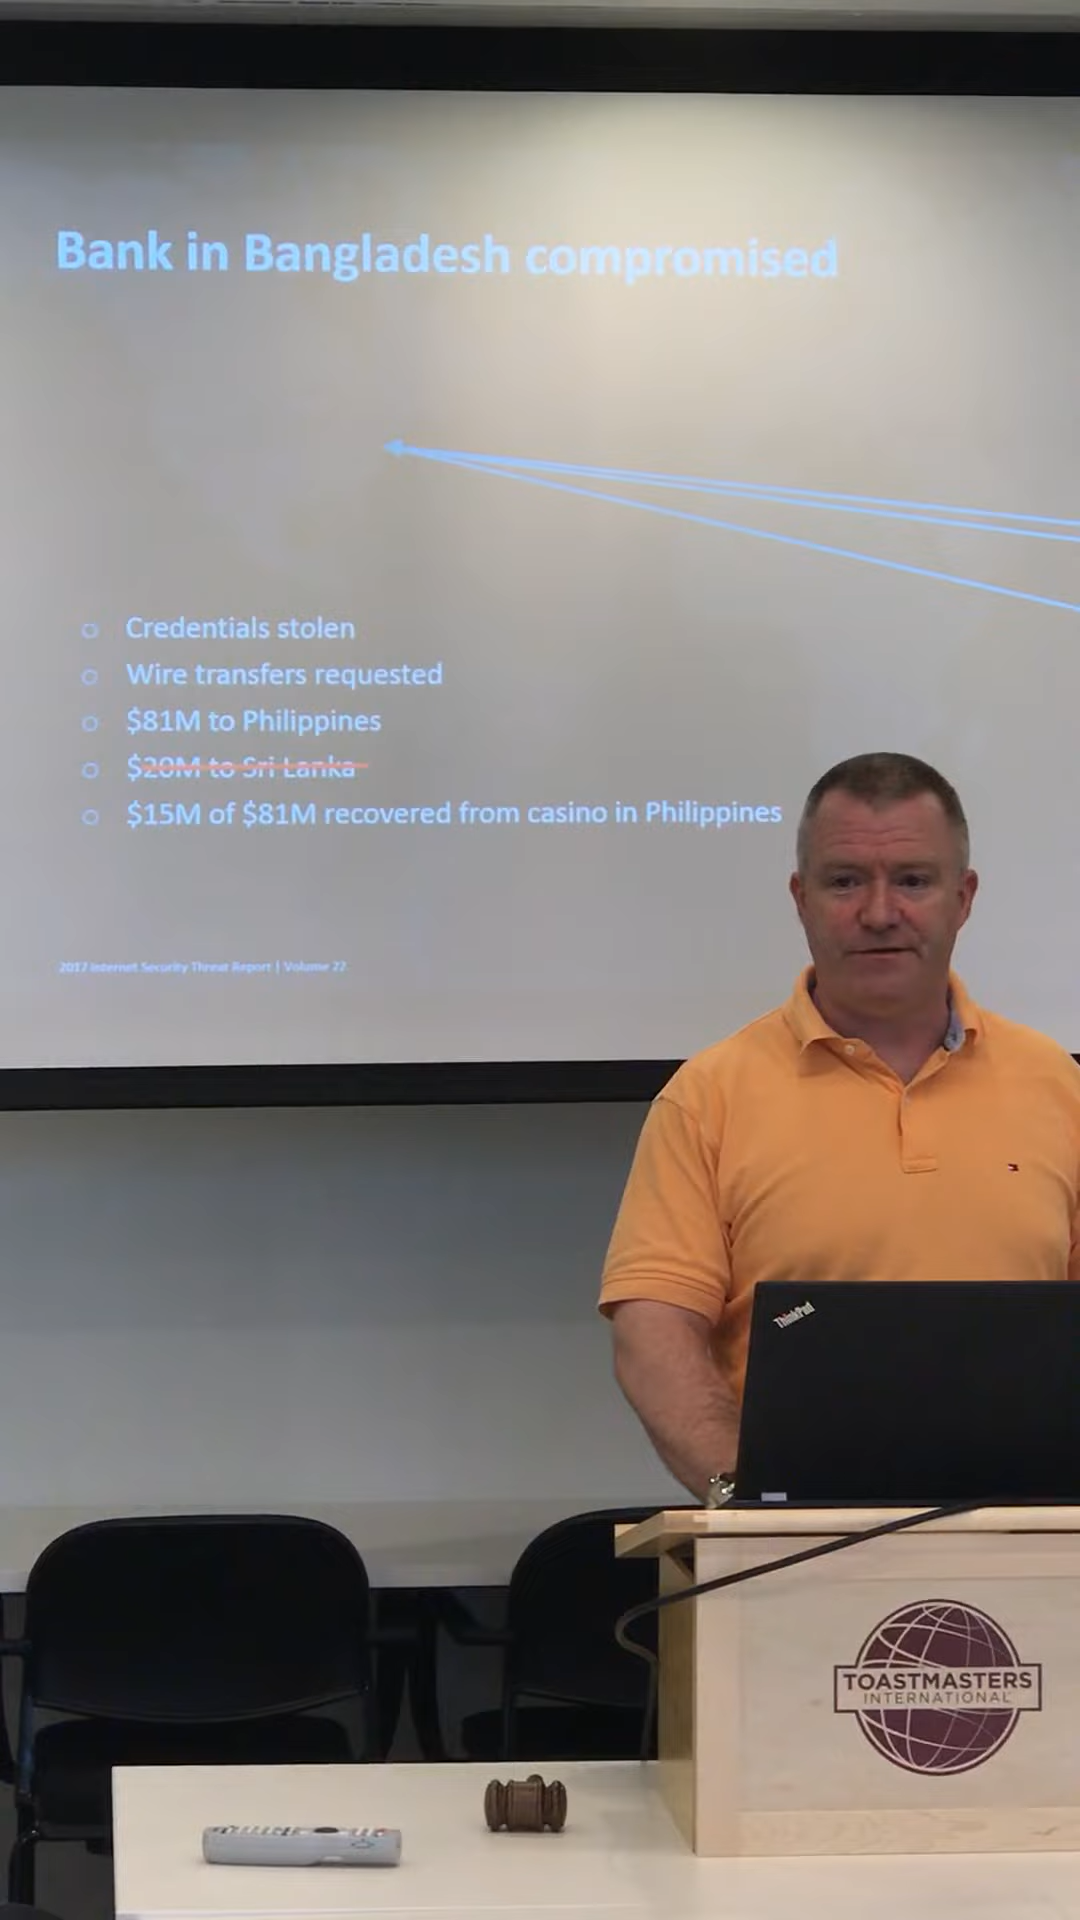 Bank in Bangladesh compromised
Credentials stolen
Wire transfers requested
$81M to Philippines
$20M to Sri Lanka
$15M of $81M recovered from casino in Philippines
2017 Internet Security Threat Report | Volume 22
ThinkPad
TOASTMASTERS
INTERNATIONAL